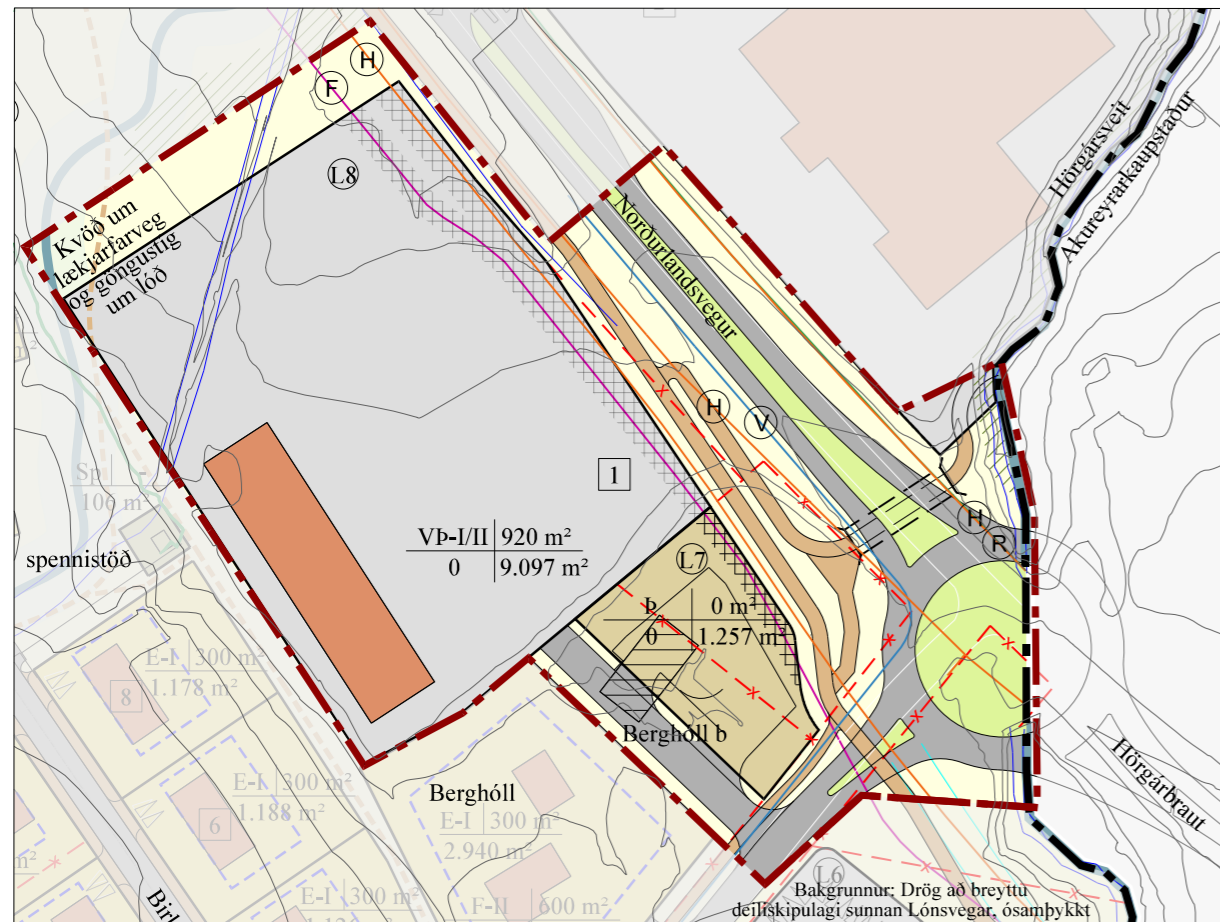 H
F
L8
Kvöð um
lækjarfarveg
og göngustíg
um lóð
Norðurlandsvegur
Hörgársveit
Akureyrarkaupstaður
H
V
H
R
1
VÞ-I/II 920 m²
0 9.097 m²
L7
Þ 0 m²
0 1.257 m²
Berghóll b
Sp -
106 m²
spennistöð
E-I 300 m²
1.178 m²
8
E-I 300 m²
1.188 m²
6
Berghóll
E-I 300 m²
2.940 m²
E-I 300 m²
F-II 600 m²
L6
Hörgárbraut
Bakgrunnur: Drög að breyttu
deiliskipulagi sunnan Lónsvegar, ósamþykkt